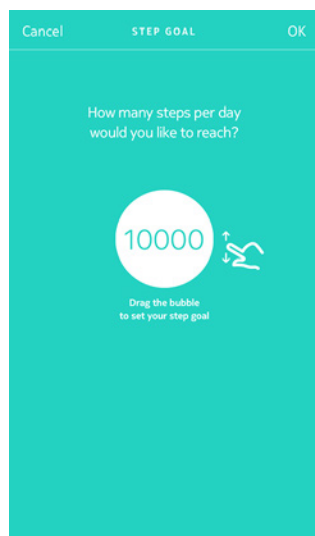 Cancel STEP GOAL OK
How many steps per day
would you like to reach?
10000
Drag the bubble
to set your step goal